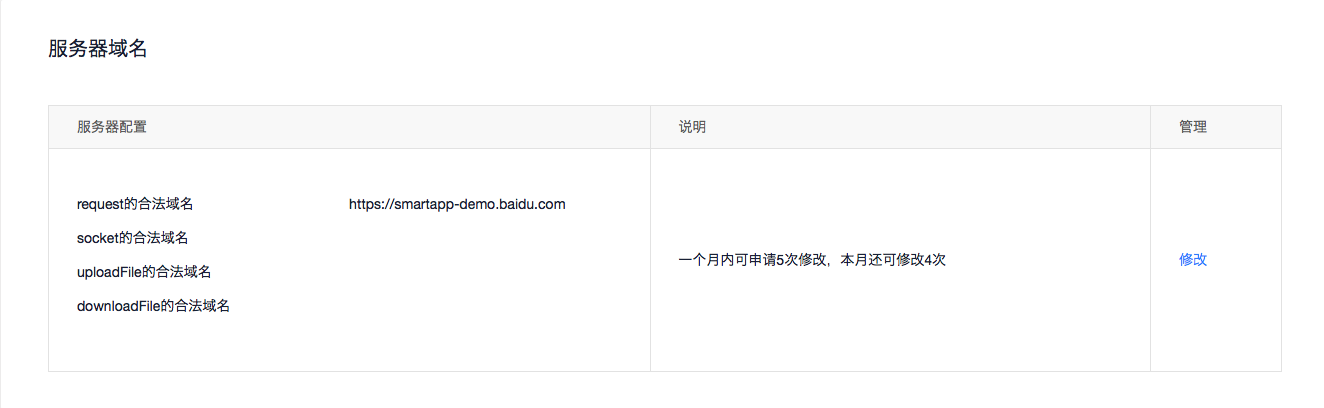 服务器域名
服务器配置 说明 管理
request的合法域名 https://smartapp-demo.baidu.com
socket的合法域名
一个月内可申请5次修改，本月还可修改4次 修改
uploadFile的合法域名
downloadFile的合法域名